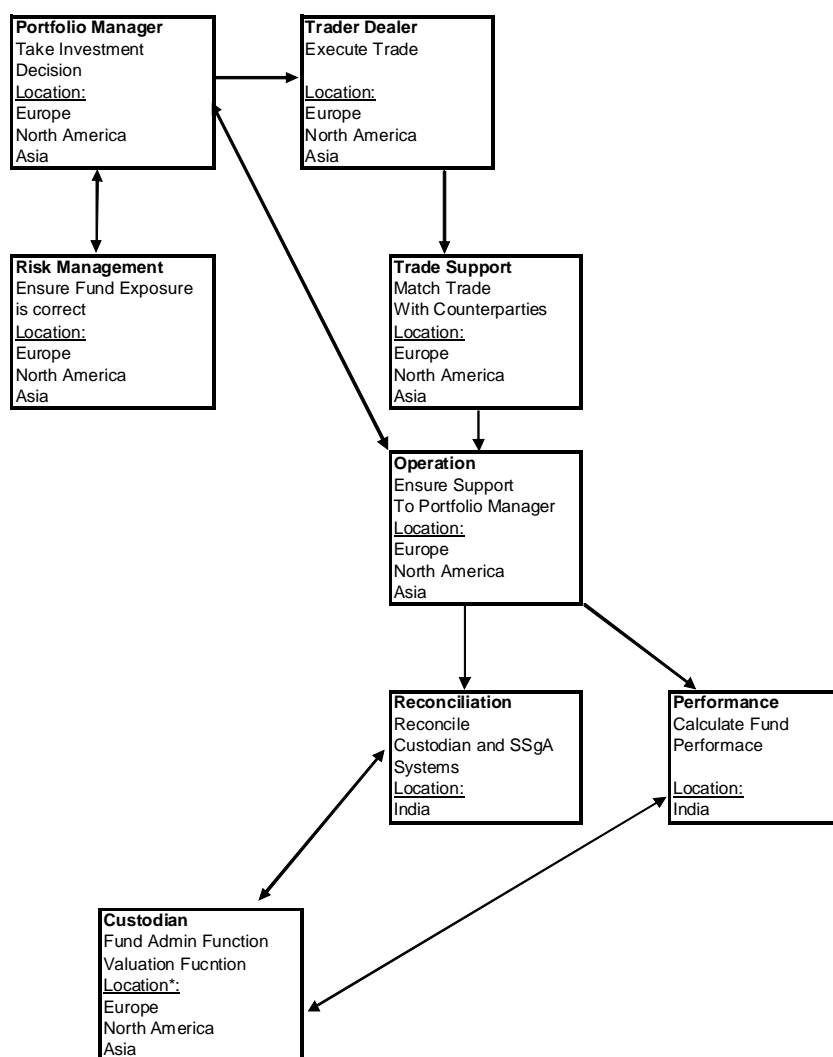 Portfolio Manager
Take Investment
Decision
Location:
Europe
North America
Asia
Trader Dealer
Execute Trade
Location:
Europe
North America
Asia
Risk Management
Ensure Fund Exposure
is correct
Location:
Europe
North America
Asia
Trade Support
Match Trade
With Counterparties
Location:
Europe
North America
Asia
Operation
Ensure Support
To Portfolio Manager
Location:
Europe
North America
Asia
Reconciliation
Reconcile
Custodian and SSgA
Systems
Location:
India
Performance
Calculate Fund
Performace
Location:
India
Custodian
Fund Admin Function
Valuation Fucntion
Location*:
Europe
North America
Asia